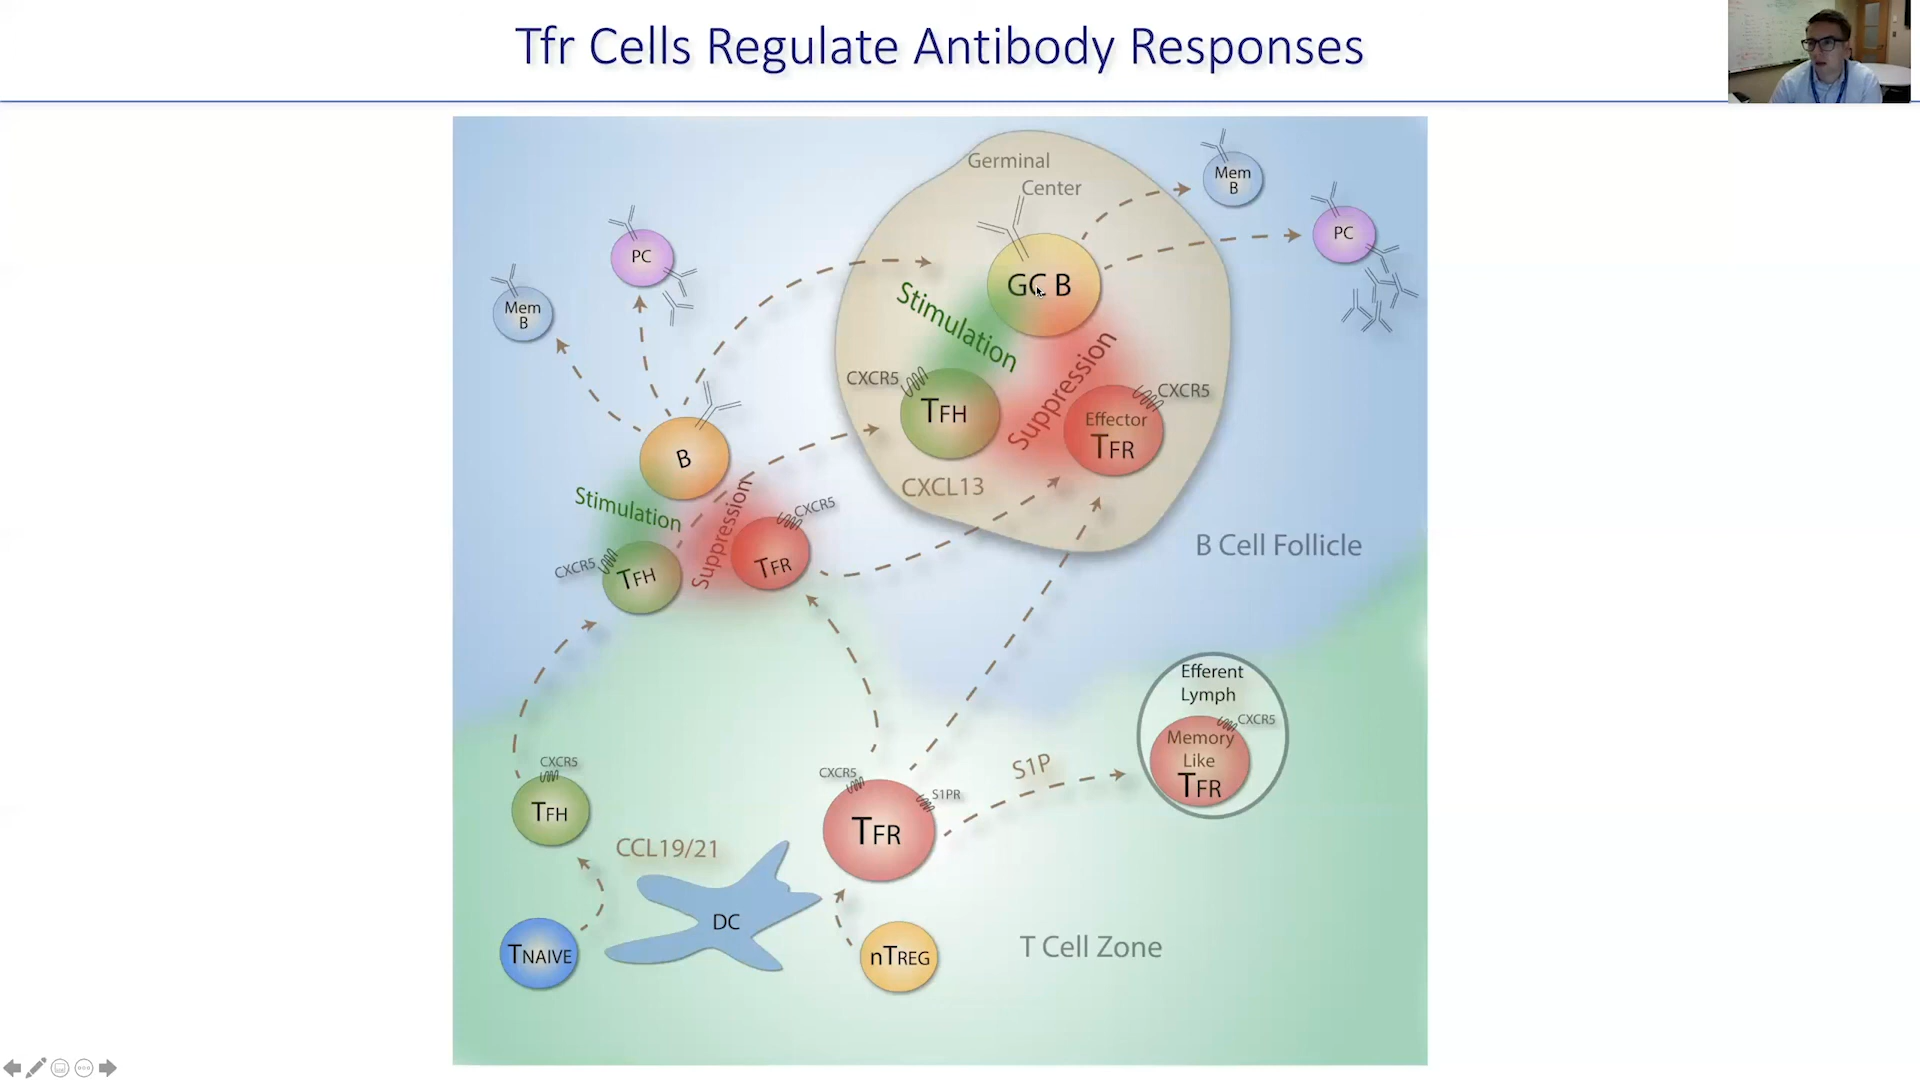 Tfr Cells Regulate Antibody Responses
Germinal
Center
Mem
B
PC
PC
Mem
B
GC B
Stimulation
Suppression
CXCR5
TFH
CXCR5
Effector
TFR
CXCL13
B
Stimulation
Suppression
CXCR5
CXCR5
TFH
TFR
B Cell Follicle
Efferent
Lymph
CXCR5
Memory
Like
TFR
S1P
CXCR5
TFH
CXCR5
S1PR
TFR
CCL19/21
DC
TNAIVE
nTREG
T Cell Zone